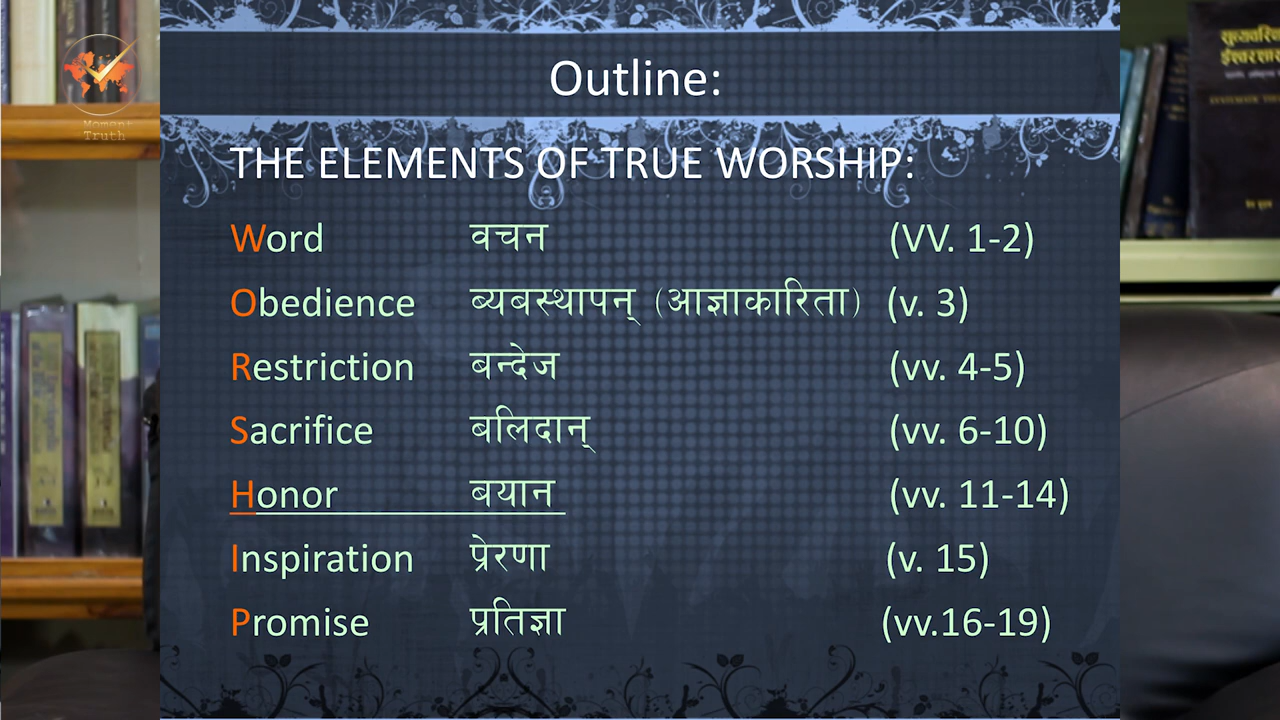 Moment
Truth
Outline:
THE ELEMENTS OF TRUE WORSHIP:
Word वचन (VV. 1-2)
Obedience ब्यबस्थापन् (आज्ञाकारिता) (v. 3)
Restriction बन्देज (vv. 4-5)
Sacrifice बलिदान् (vv. 6-10)
Honor बयान (vv. 11-14)
Inspiration प्रेरणा (v. 15)
Promise प्रतिज्ञा (vv.16-19)